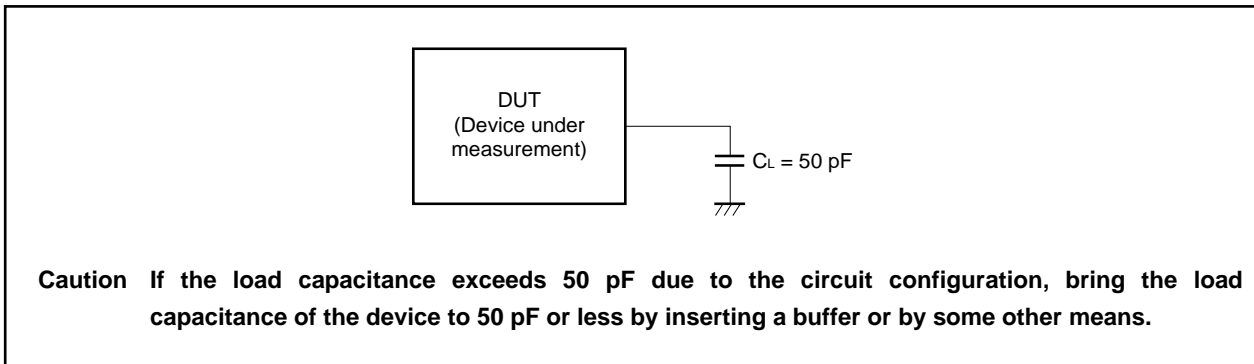 DUT
(Device under
measurement)
CL = 50 pF
Caution If the load capacitance exceeds 50 pF due to the circuit configuration, bring the load
capacitance of the device to 50 pF or less by inserting a buffer or by some other means.